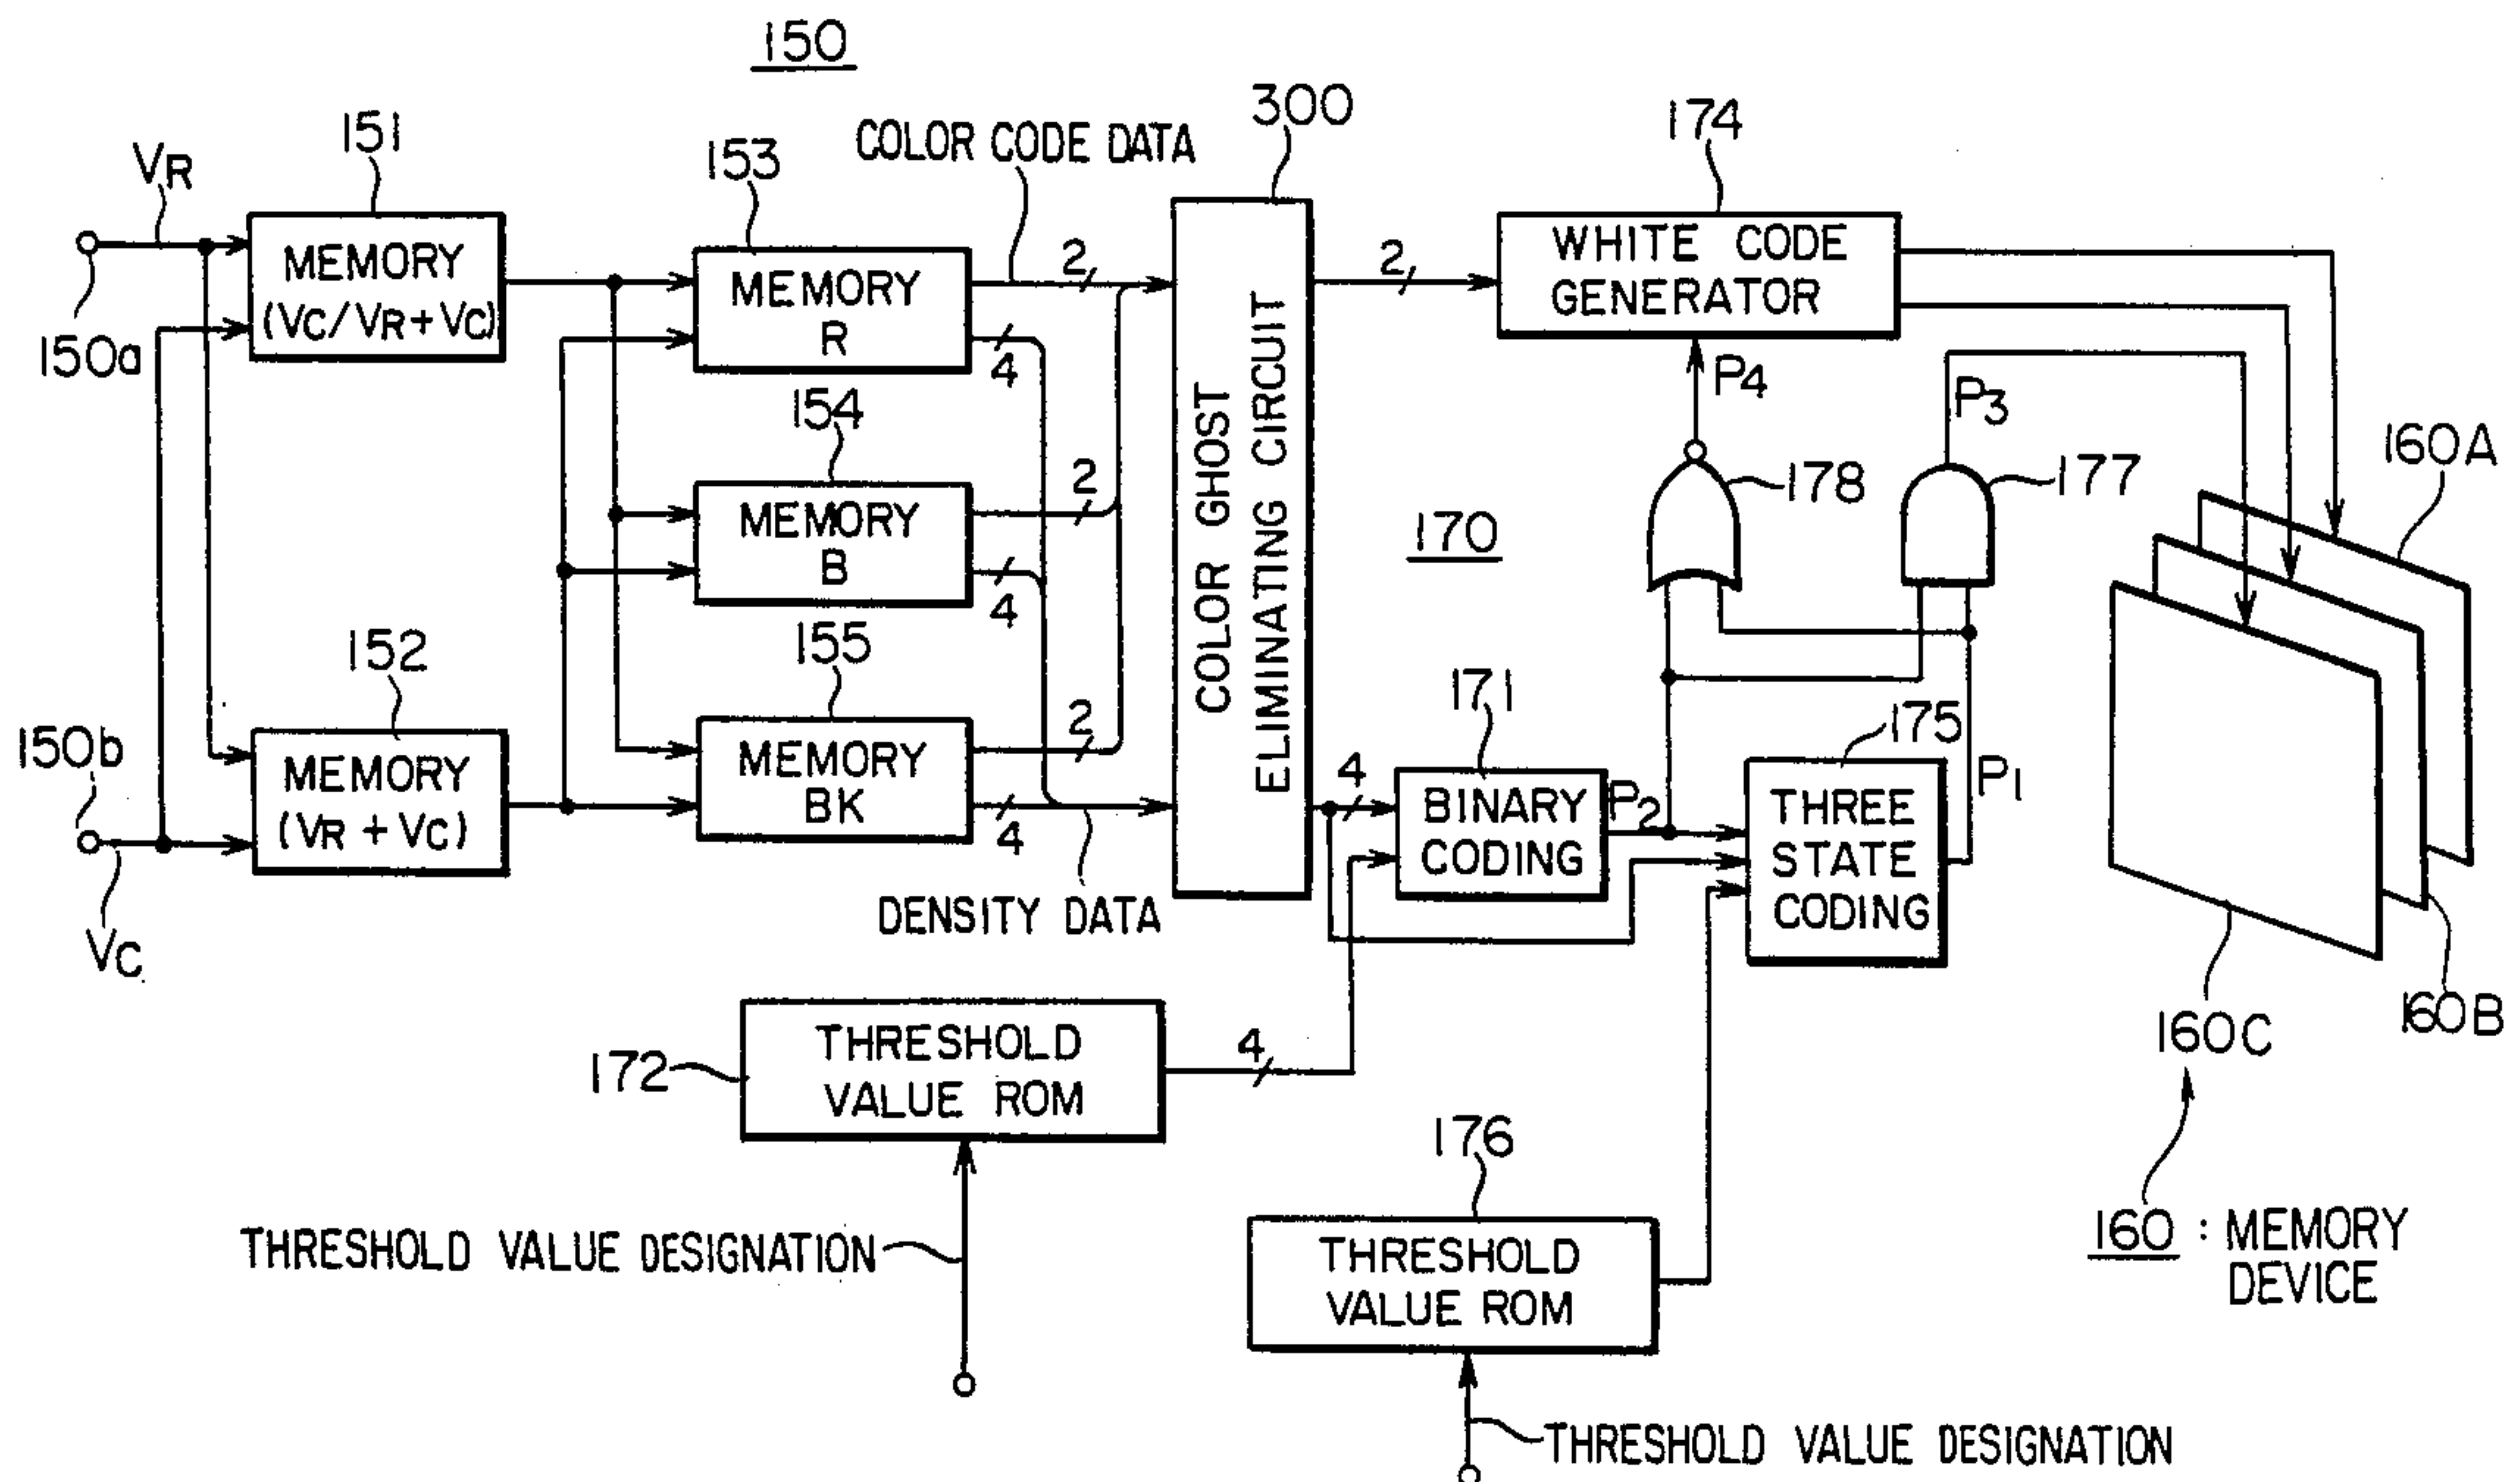 150
300
174
151
COLOR CODE DATA
153
VR
150a
MEMORY
(VC/VR+VC)
MEMORY
R
2
4
2
WHITE CODE
GENERATOR
P4
P3
160A
154
MEMORY
B
2
4
COLOR GHOST
ELIMINATING CIRCUIT
178
177
170
152
155
150b
MEMORY
(VR + VC)
MEMORY
BK
2
4
VC
DENSITY DATA
171
4
BINARY
CODING
P2
175
THREE
STATE
CODING
P1
160B
160C
172
THRESHOLD
VALUE ROM
4
THRESHOLD VALUE DESIGNATION
176
THRESHOLD
VALUE ROM
THRESHOLD VALUE DESIGNATION
160 : MEMORY
DEVICE